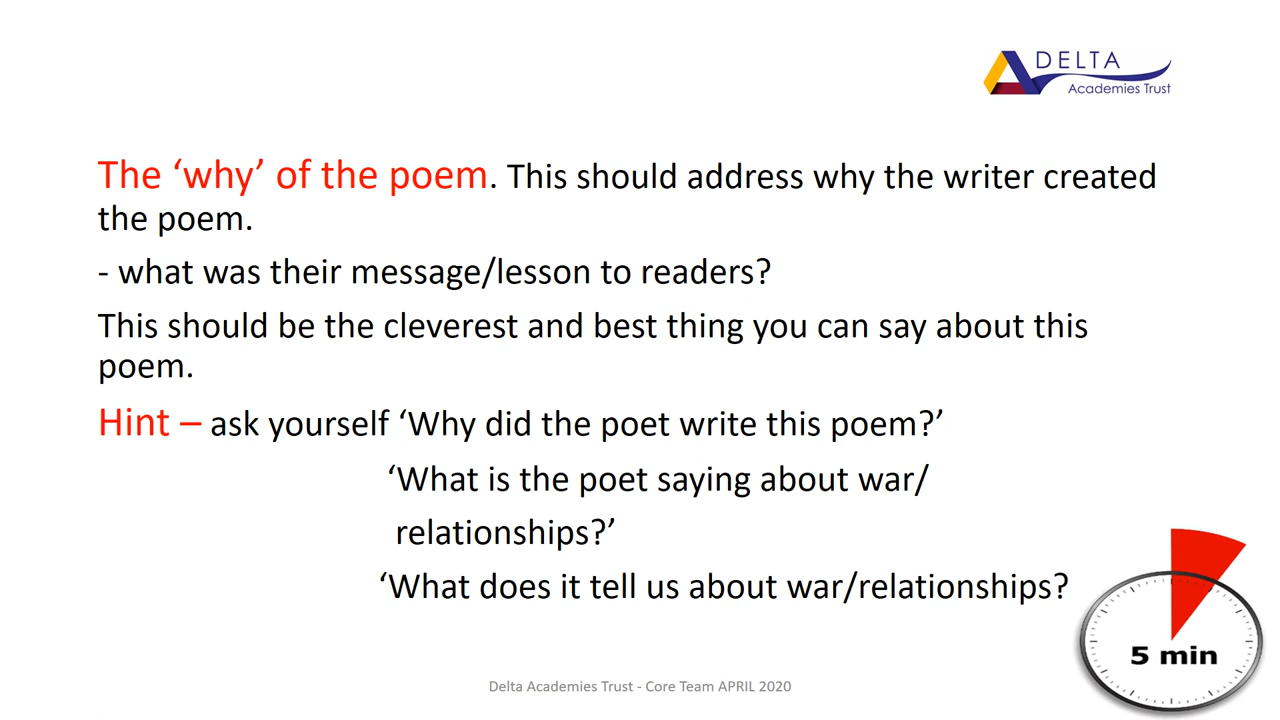 DELTA
Academies Trust
The ‘why’ of the poem. This should address why the writer created
the poem.
- what was their message/lesson to readers?
This should be the cleverest and best thing you can say about this
poem.
Hint – ask yourself ‘Why did the poet write this poem?’
‘What is the poet saying about war/
relationships?’
‘What does it tell us about war/relationships?
5 min
Delta Academies Trust - Core Team APRIL 2020